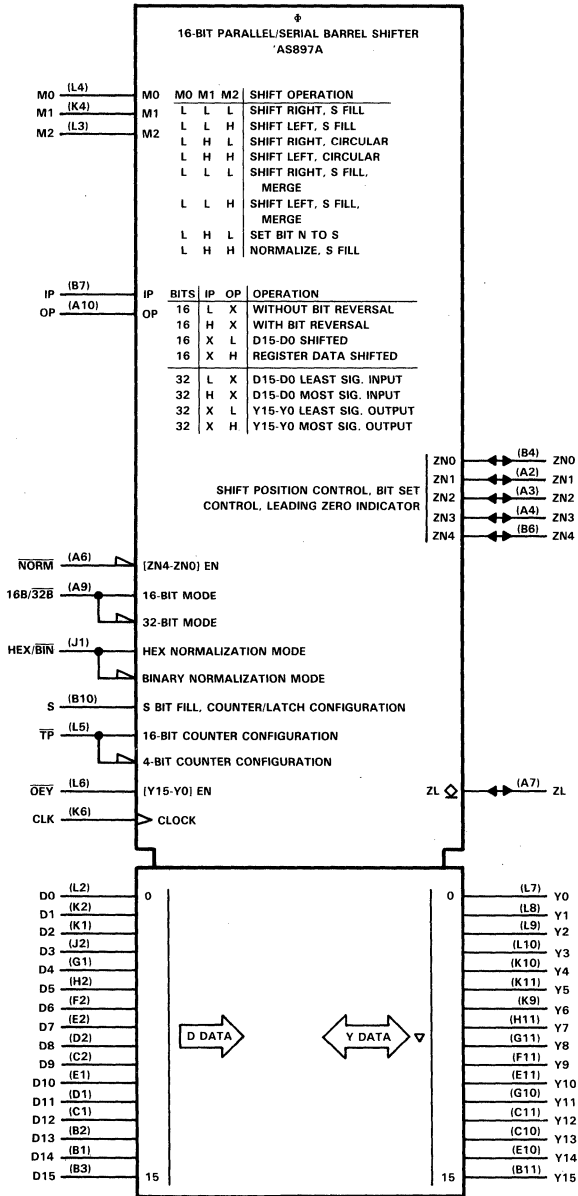 Φ
16-BIT PARALLEL/SERIAL BARREL SHIFTER
'AS897A
M0 (L4) M0
M1 (K4) M1
M2 (L3) M2
M0 M1 M2 SHIFT OPERATION
L L L SHIFT RIGHT, S FILL
L L H SHIFT LEFT, S FILL
L H L SHIFT RIGHT, CIRCULAR
L H H SHIFT LEFT, CIRCULAR
L L L SHIFT RIGHT, S FILL,
MERGE
L L H SHIFT LEFT, S FILL,
MERGE
L H L SET BIT N TO S
L H H NORMALIZE, S FILL
IP (B7) IP
OP (A10) OP
BITS IP OP OPERATION
16 L X WITHOUT BIT REVERSAL
16 H X WITH BIT REVERSAL
16 X L D15-D0 SHIFTED
16 X H REGISTER DATA SHIFTED
32 L X D15-D0 LEAST SIG. INPUT
32 H X D15-D0 MOST SIG. INPUT
32 X L Y15-Y0 LEAST SIG. OUTPUT
32 X H Y15-Y0 MOST SIG. OUTPUT
SHIFT POSITION CONTROL, BIT SET
CONTROL, LEADING ZERO INDICATOR
ZN0 (B4) ZN0
ZN1 (A2) ZN1
ZN2 (A3) ZN2
ZN3 (A4) ZN3
ZN4 (B6) ZN4
NORM (A6) [ZN4-ZN0] EN
16B/32B (A9) 16-BIT MODE
32-BIT MODE
HEX/BIN (J1) HEX NORMALIZATION MODE
BINARY NORMALIZATION MODE
S (B10) S BIT FILL, COUNTER/LATCH CONFIGURATION
TP (L5) 16-BIT COUNTER CONFIGURATION
4-BIT COUNTER CONFIGURATION
OEY (L6) [Y15-Y0] EN
ZL (A7) ZL
CLK (K6) CLOCK
D0 (L2) 0 0 (L7) Y0
D1 (K2) (L8) Y1
D2 (K1) (L9) Y2
D3 (J2) (L10) Y3
D4 (G1) (K10) Y4
D5 (H2) (K11) Y5
D6 (F2) (K9) Y6
D7 (E2) D DATA Y DATA (H11) Y7
D8 (D2) (G11) Y8
D9 (C2) (F11) Y9
D10 (E1) (E11) Y10
D11 (D1) (G10) Y11
D12 (C1) (C11) Y12
D13 (B2) (C10) Y13
D14 (B1) (E10) Y14
D15 (B3) 15 15 (B11) Y15